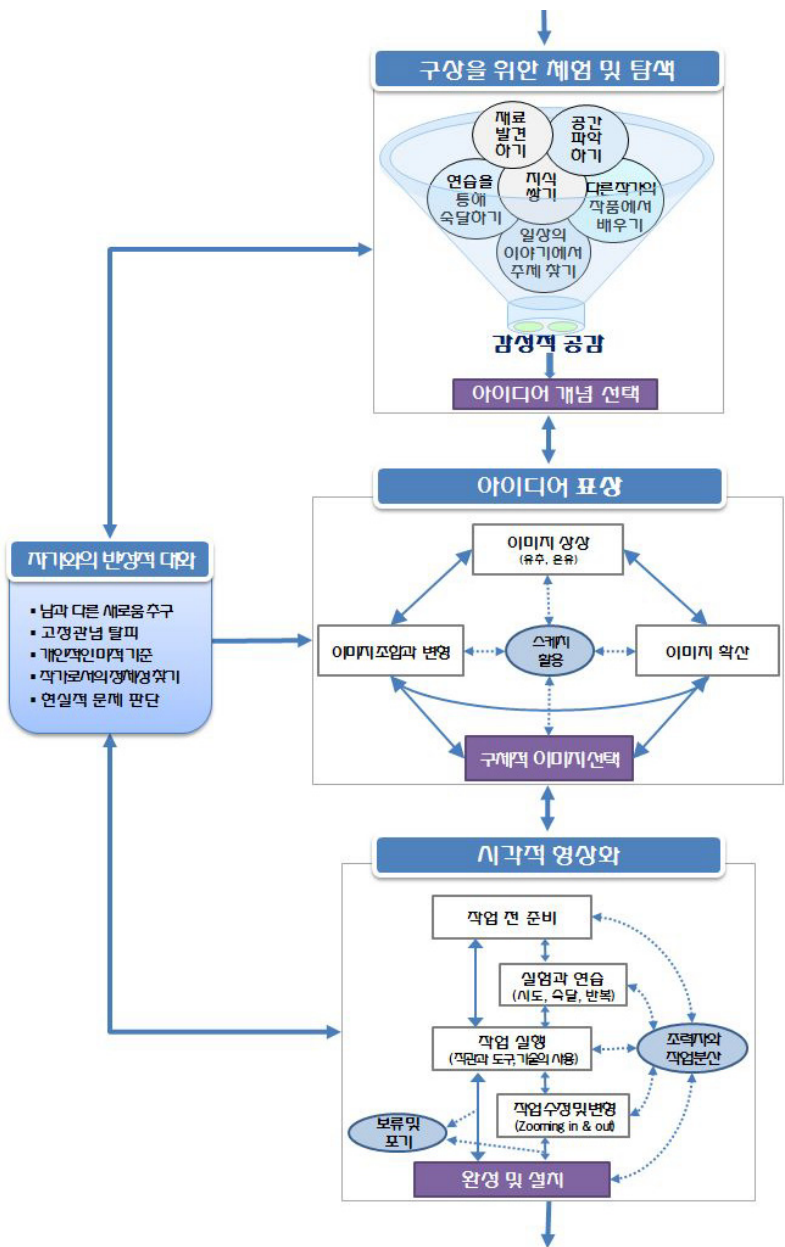 구상을 위한 체험 및 탐색
재료
발견
하기
공간
파악
하기
연습을
통해
숙달하기
지식
쌓기
다른작가의
작품에서
배우기
일상의
이야기에서
주제 찾기
감성적 공감
아이디어 개념 선택
아이디어 표상
이미지 상상
(유추, 은유)
이미지조합과 변형
스케치
활용
이미지 확산
구체적 이미지 선택
자기와의 반성적 대화
▪ 남과 다른 새로움 추구
▪ 고정관념 탈피
▪ 개인적인 미적 기준
▪ 작가로서의 정체성 찾기
▪ 현실적 문제 판단
시각적 형상화
작업 전 준비
실험과 연습
(시도, 숙달, 반복)
작업 실행
(직관과 도구, 기술의 사용)
조력자와
작업분산
작업 수정 및 변형
(Zooming in & out)
보류 및
포기
완성 및 설치